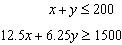 x + y ≤ 200
12.5x + 6.25y ≥ 1500